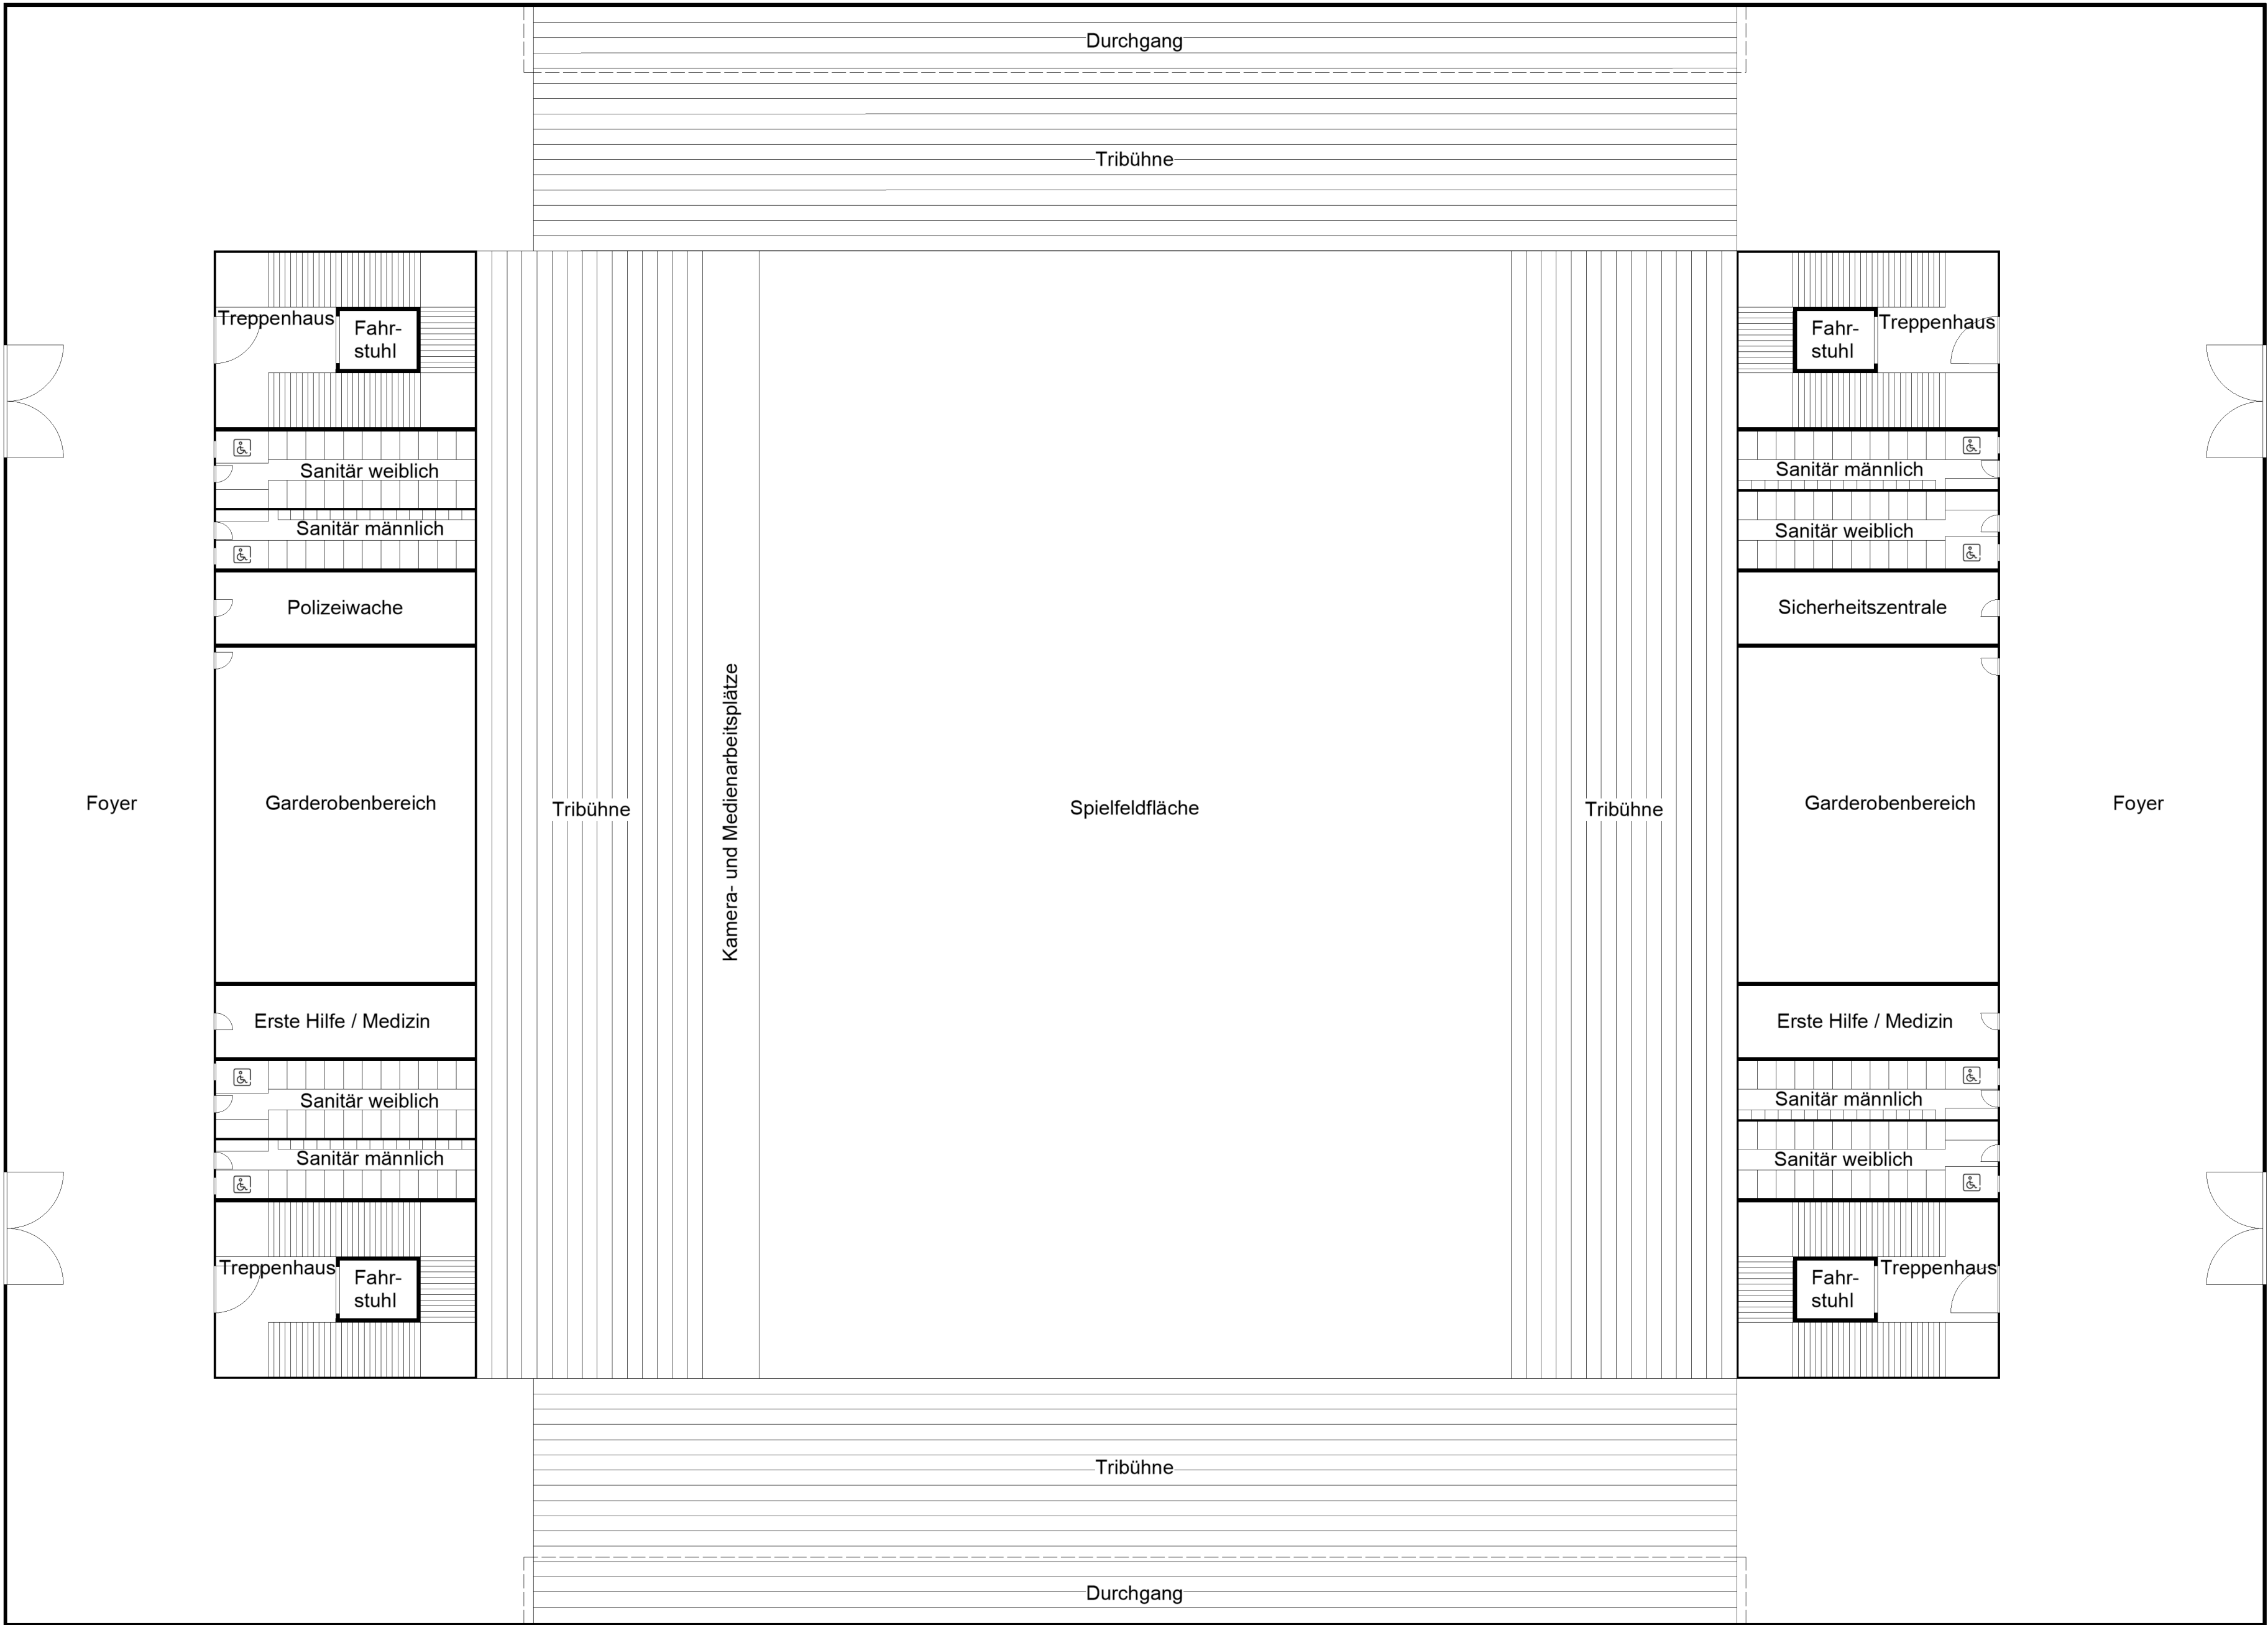 Durchgang
Tribühne
Treppenhaus
Fahr-
stuhl
Fahr-
stuhl
Treppenhaus
Sanitär weiblich
Sanitär männlich
Sanitär männlich
Sanitär weiblich
Polizeiwache
Sicherheitszentrale
Foyer
Garderobenbereich
Tribühne
Kamera- und Medienarbeitsplätze
Spielfeldfläche
Tribühne
Garderobenbereich
Foyer
Erste Hilfe / Medizin
Erste Hilfe / Medizin
Sanitär weiblich
Sanitär männlich
Sanitär männlich
Sanitär weiblich
Treppenhaus
Fahr-
stuhl
Fahr-
stuhl
Treppenhaus
Tribühne
Durchgang